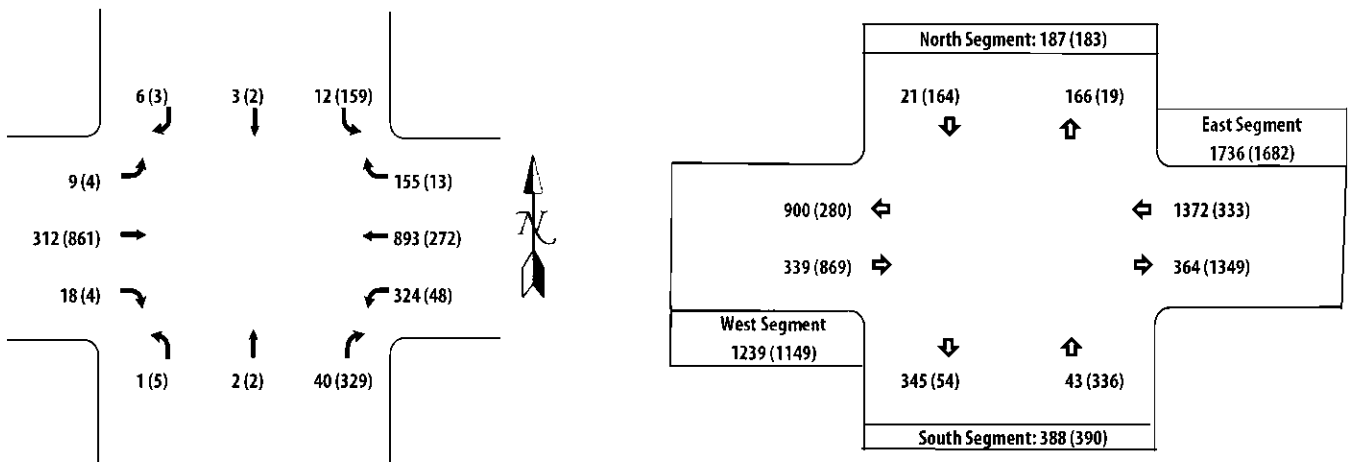 6 (3) 3 (2) 12 (159)
9 (4)
155 (13)
312 (861)
893 (272)
18 (4)
324 (48)
1 (5) 2 (2) 40 (329)
N
North Segment: 187 (183)
21 (164) 166 (19)
East Segment
1736 (1682)
900 (280)
1372 (333)
339 (869)
364 (1349)
West Segment
1239 (1149)
345 (54) 43 (336)
South Segment: 388 (390)